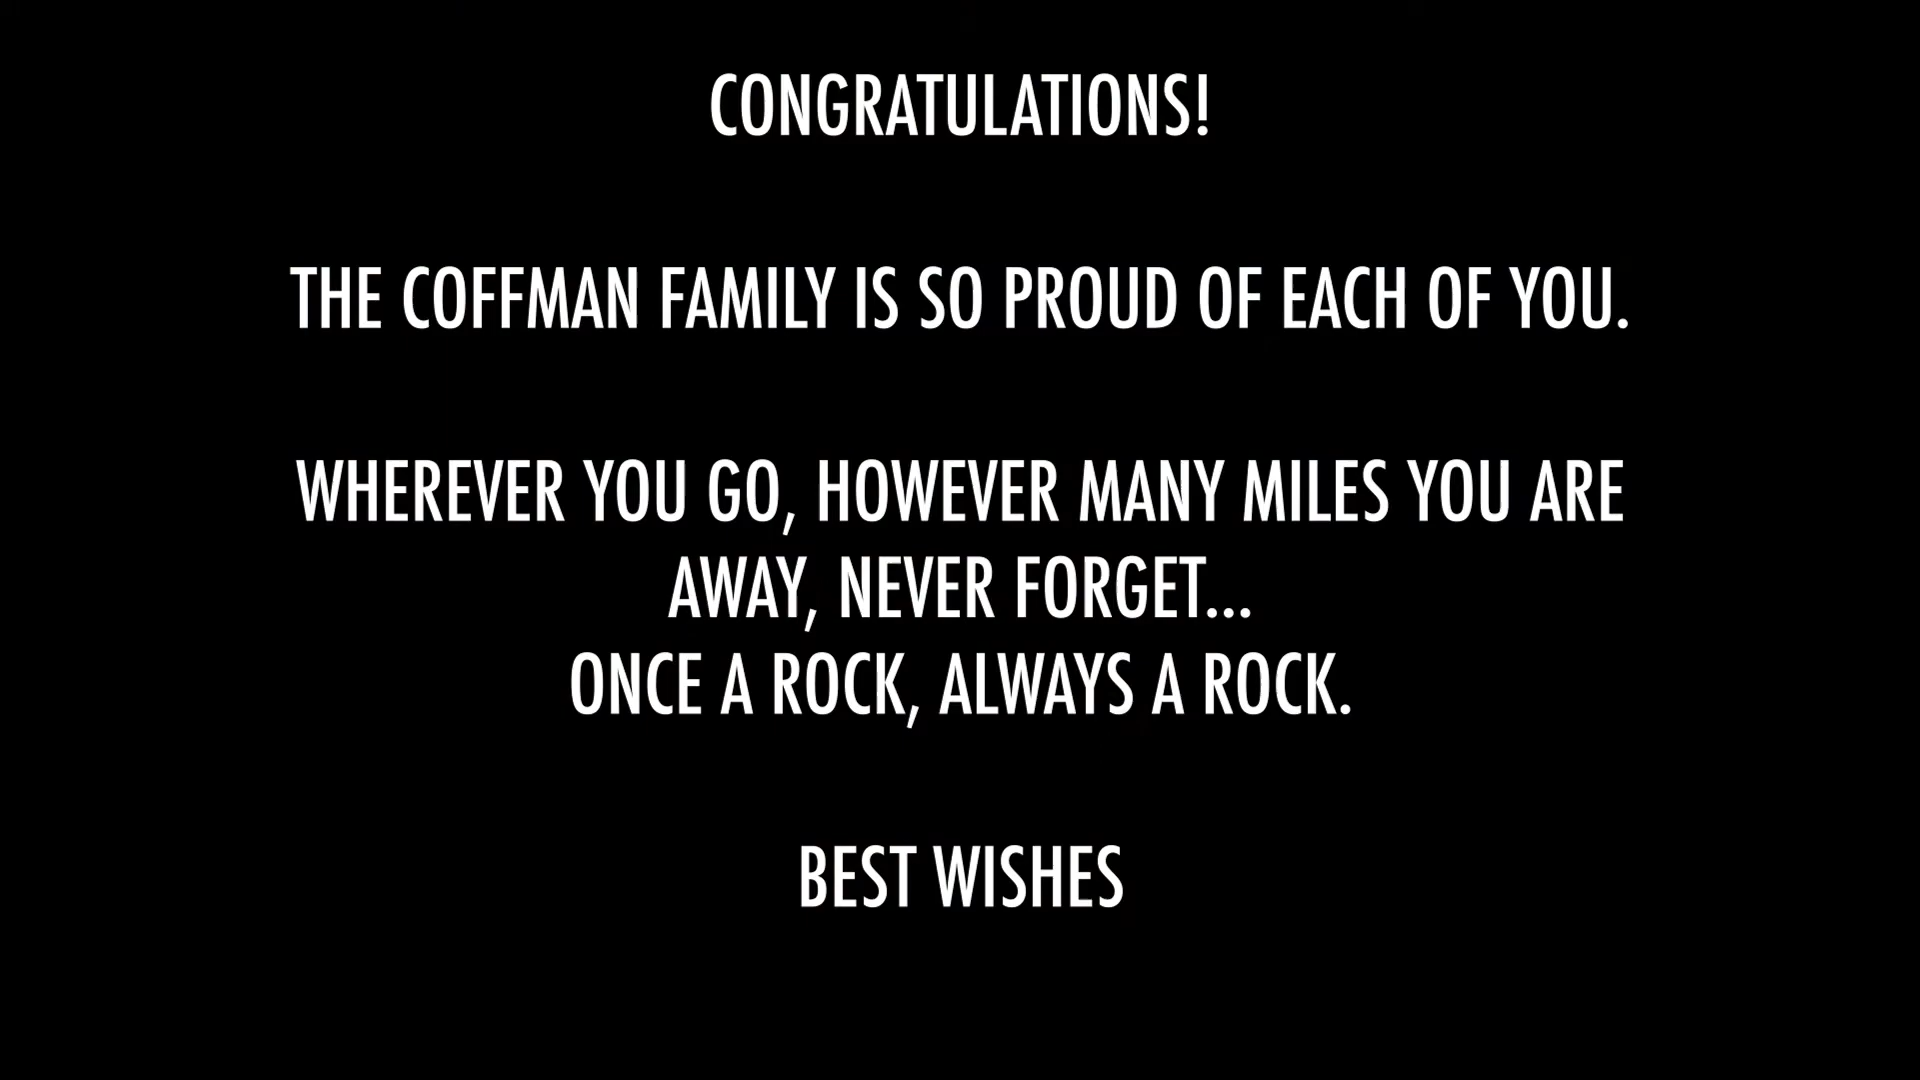 CONGRATULATIONS!
THE COFFMAN FAMILY IS SO PROUD OF EACH OF YOU.
WHEREVER YOU GO, HOWEVER MANY MILES YOU ARE
AWAY, NEVER FORGET...
ONCE A ROCK, ALWAYS A ROCK.
BEST WISHES